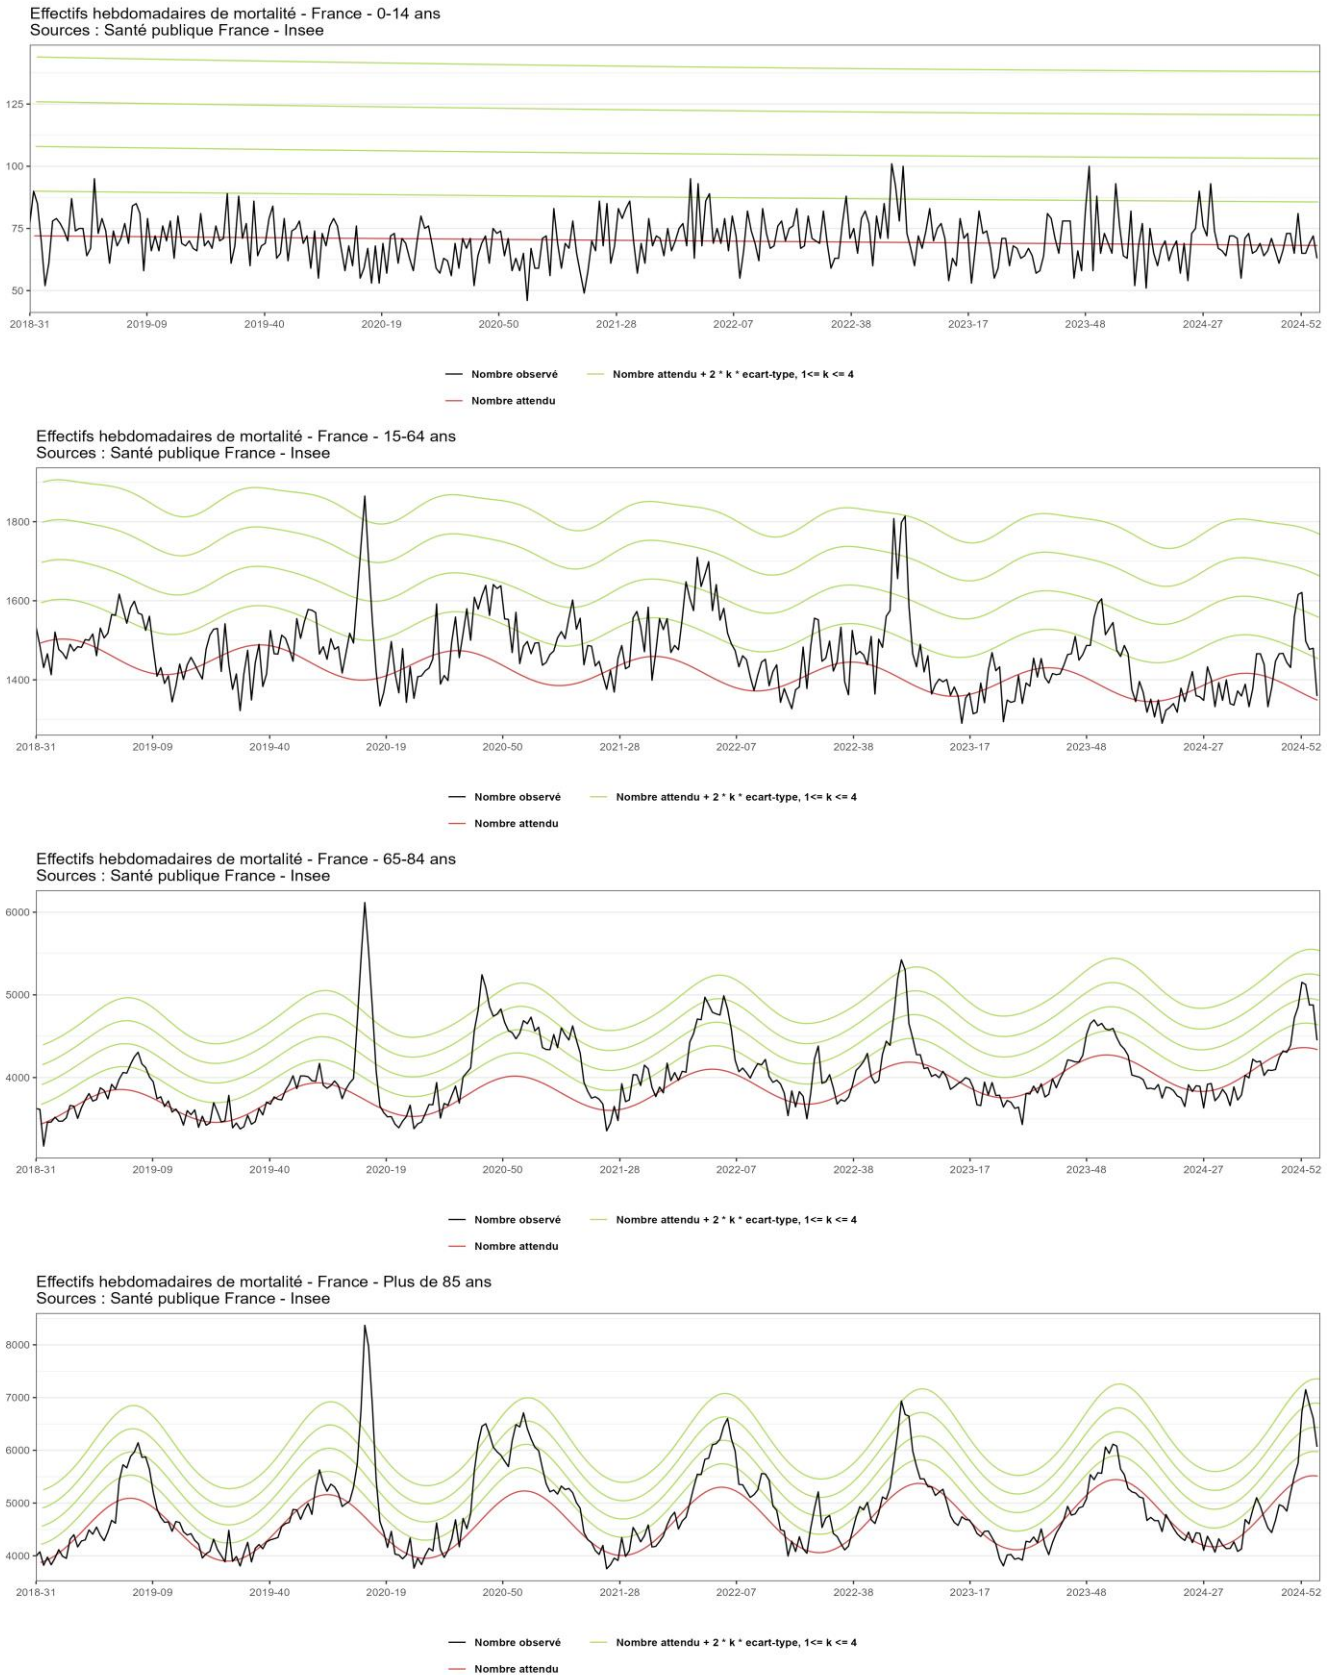 Effectifs hebdomadaires de mortalité - France - 0-14 ans
Sources : Santé publique France - Insee
125
100
75
50
2018-31 2019-09 2019-40 2020-19 2020-50 2021-28 2022-07 2022-38 2023-17 2023-48 2024-27 2024-52
Nombre observé Nombre attendu + 2 * k * ecart-type, 1<= k <= 4
Nombre attendu
Effectifs hebdomadaires de mortalité - France - 15-64 ans
Sources : Santé publique France - Insee
1800
1600
1400
2018-31 2019-09 2019-40 2020-19 2020-50 2021-28 2022-07 2022-38 2023-17 2023-48 2024-27 2024-52
Nombre observé Nombre attendu + 2 * k * ecart-type, 1<= k <= 4
Nombre attendu
Effectifs hebdomadaires de mortalité - France - 65-84 ans
Sources : Santé publique France - Insee
6000
5000
4000
2018-31 2019-09 2019-40 2020-19 2020-50 2021-28 2022-07 2022-38 2023-17 2023-48 2024-27 2024-52
Nombre observé Nombre attendu + 2 * k * ecart-type, 1<= k <= 4
Nombre attendu
Effectifs hebdomadaires de mortalité - France - Plus de 85 ans
Sources : Santé publique France - Insee
8000
7000
6000
5000
4000
2018-31 2019-09 2019-40 2020-19 2020-50 2021-28 2022-07 2022-38 2023-17 2023-48 2024-27 2024-52
Nombre observé Nombre attendu + 2 * k * ecart-type, 1<= k <= 4
Nombre attendu